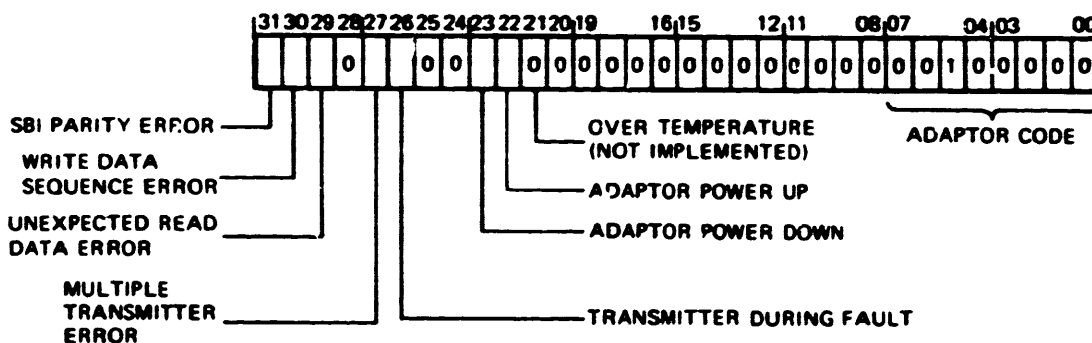 31 30 29 28 27 26 25 24 23 22 21 20 19 16 15 12 11 08 07 04 03 00
0 0 0 0 0 0 0 0 0 0 0 0 0 0 0 0 0 0 0 1 0 0 0 0 0
SBI PARITY ERROR
WRITE DATA
SEQUENCE ERROR
UNEXPECTED READ
DATA ERROR
MULTIPLE
TRANSMITTER
ERROR
OVER TEMPERATURE
(NOT IMPLEMENTED)
ADAPTOR POWER UP
ADAPTOR POWER DOWN
TRANSMITTER DURING FAULT
ADAPTOR CODE